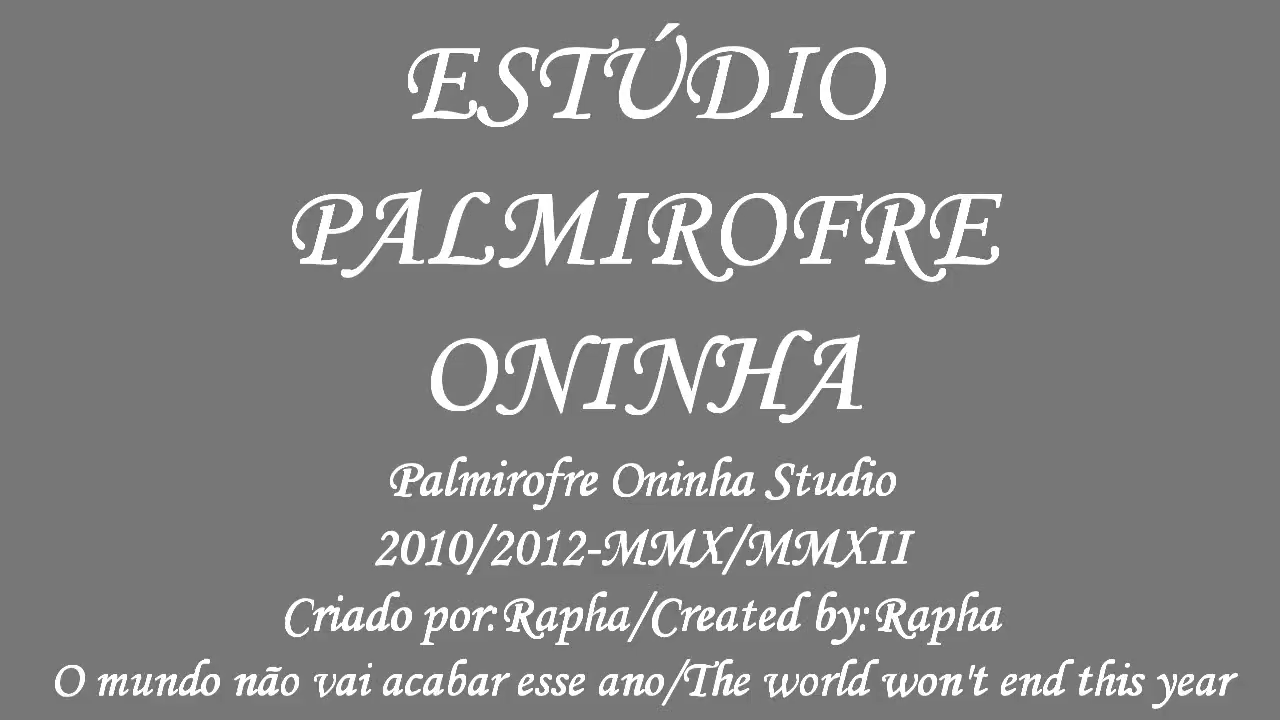 ESTÚDIO
PALMIROFRE
ONINHA
Palmirofre Oninha Studio
2010/2012-MMX/MMXII
Criado por:Rapha/Created by:Rapha
O mundo não vai acabar esse ano/The world won't end this year